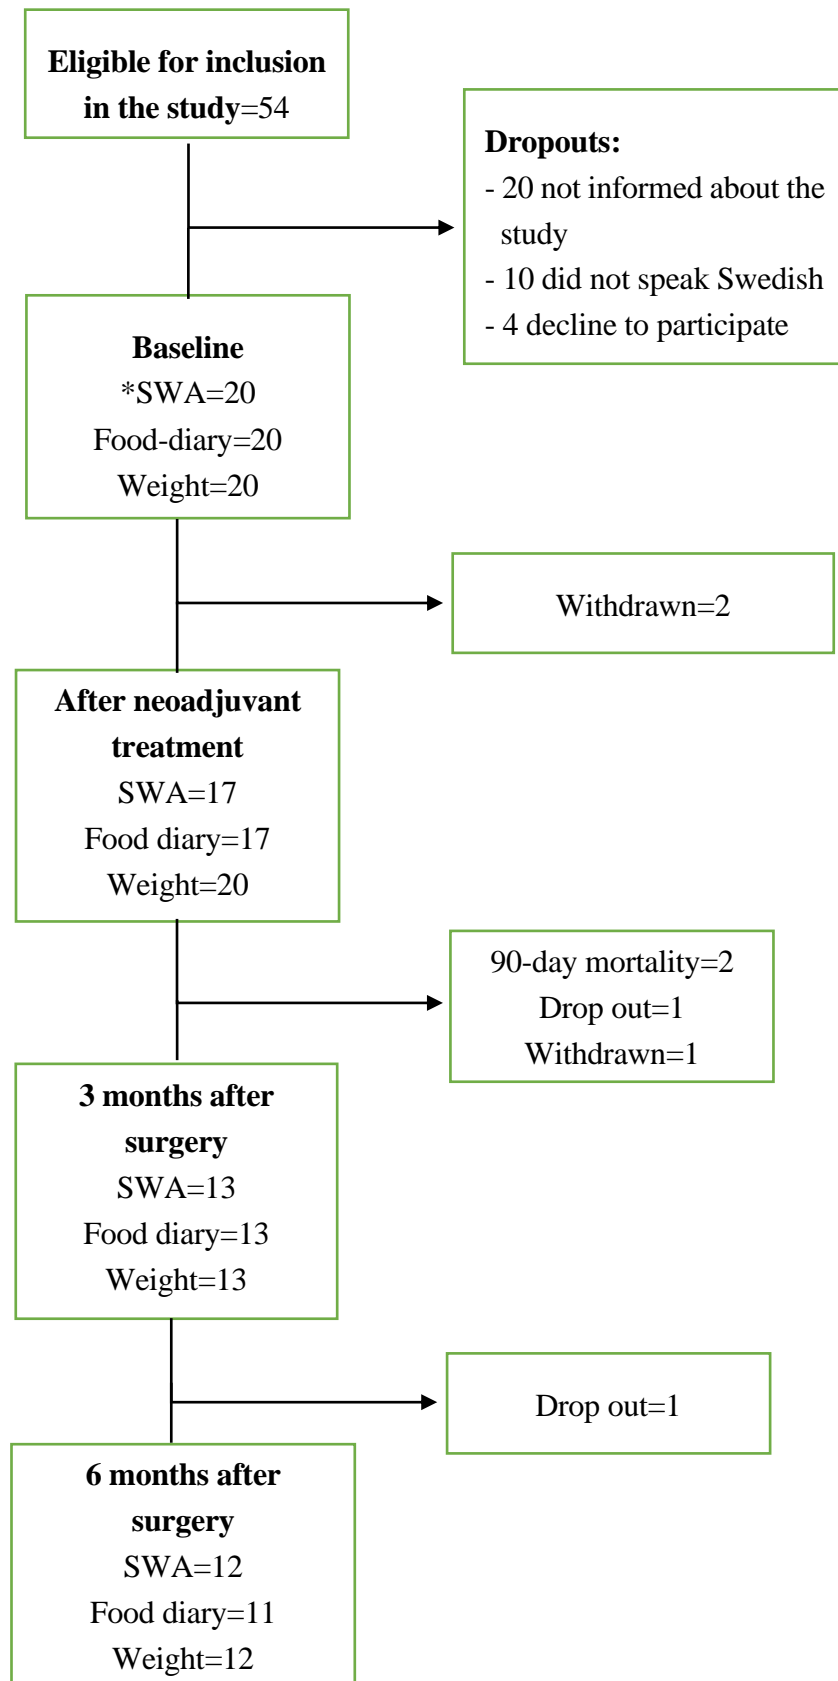 Eligible for inclusion
in the study=54
Dropouts:
- 20 not informed about the
study
- 10 did not speak Swedish
- 4 decline to participate
Baseline
*SWA=20
Food-diary=20
Weight=20
Withdrawn=2
After neoadjuvant
treatment
SWA=17
Food diary=17
Weight=20
90-day mortality=2
Drop out=1
Withdrawn=1
3 months after
surgery
SWA=13
Food diary=13
Weight=13
Drop out=1
6 months after
surgery
SWA=12
Food diary=11
Weight=12